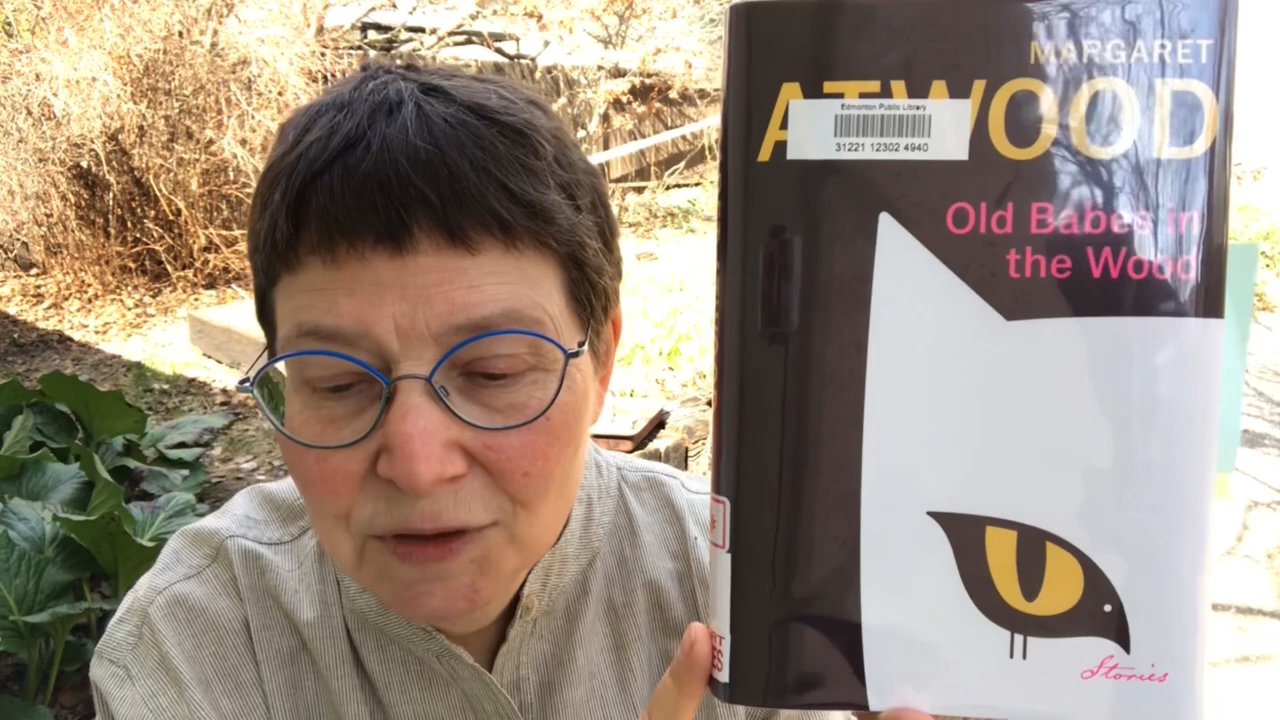 MARGARET
ATWOOD
Edmonton Public Library
31221 12302 4940
Old Babes in
the Wood
Stories